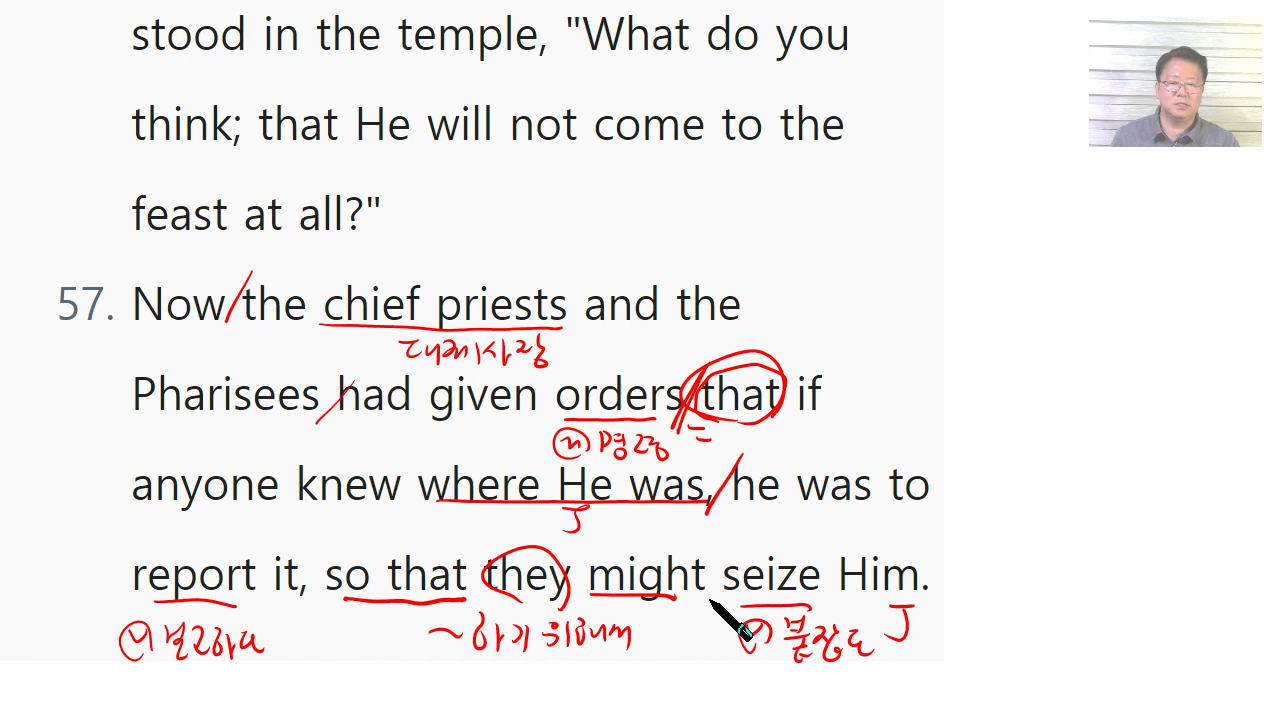 stood in the temple, "What do you
think; that He will not come to the
feast at all?"
57. Now the chief priests and the
대제사장
Pharisees had given orders that if
n 명령 =
anyone knew where He was, he was to
J
report it, so that they might seize Him.
v 보고하다 ~하기 위해서 v 붙잡다 J